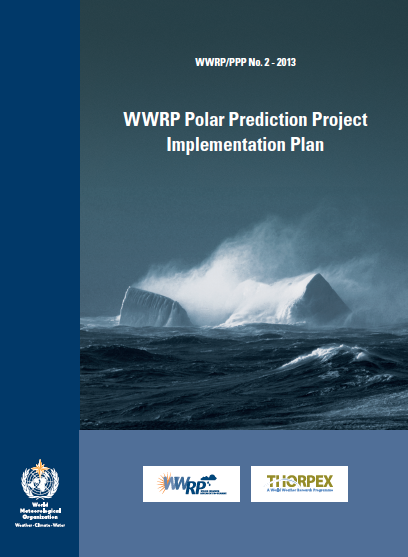 WWRP/PPP No. 2 - 2013
WWRP Polar Prediction Project
Implementation Plan
World
Meteorological
Organization
Weather · Climate · Water
WWRP
THORPEX
A World Weather Research Programme